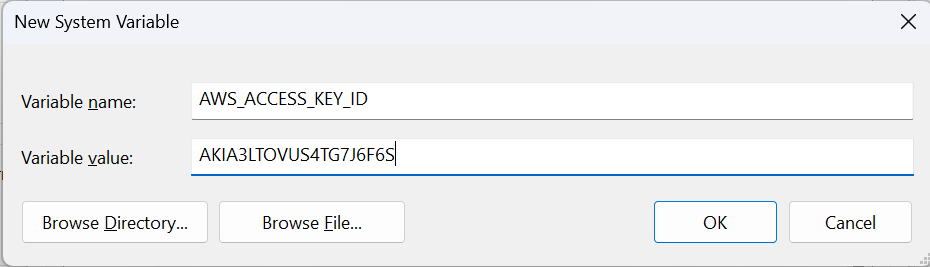 New System Variable
Variable name:
AWS_ACCESS_KEY_ID
Variable value:
AKIA3LTOVUS4TG7J6F6S
Browse Directory...
Browse File...
OK
Cancel